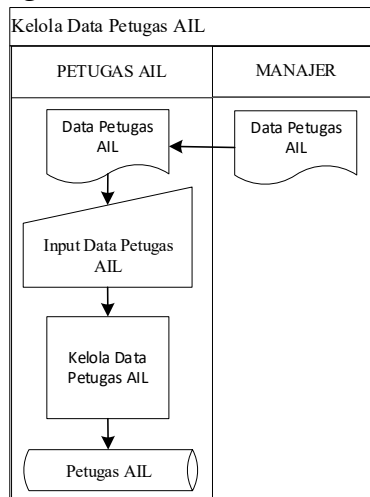 Kelola Data Petugas AIL
PETUGAS AIL
MANAJER
Data Petugas
AIL
Data Petugas
AIL
Input Data Petugas
AIL
Kelola Data
Petugas AIL
Petugas AIL